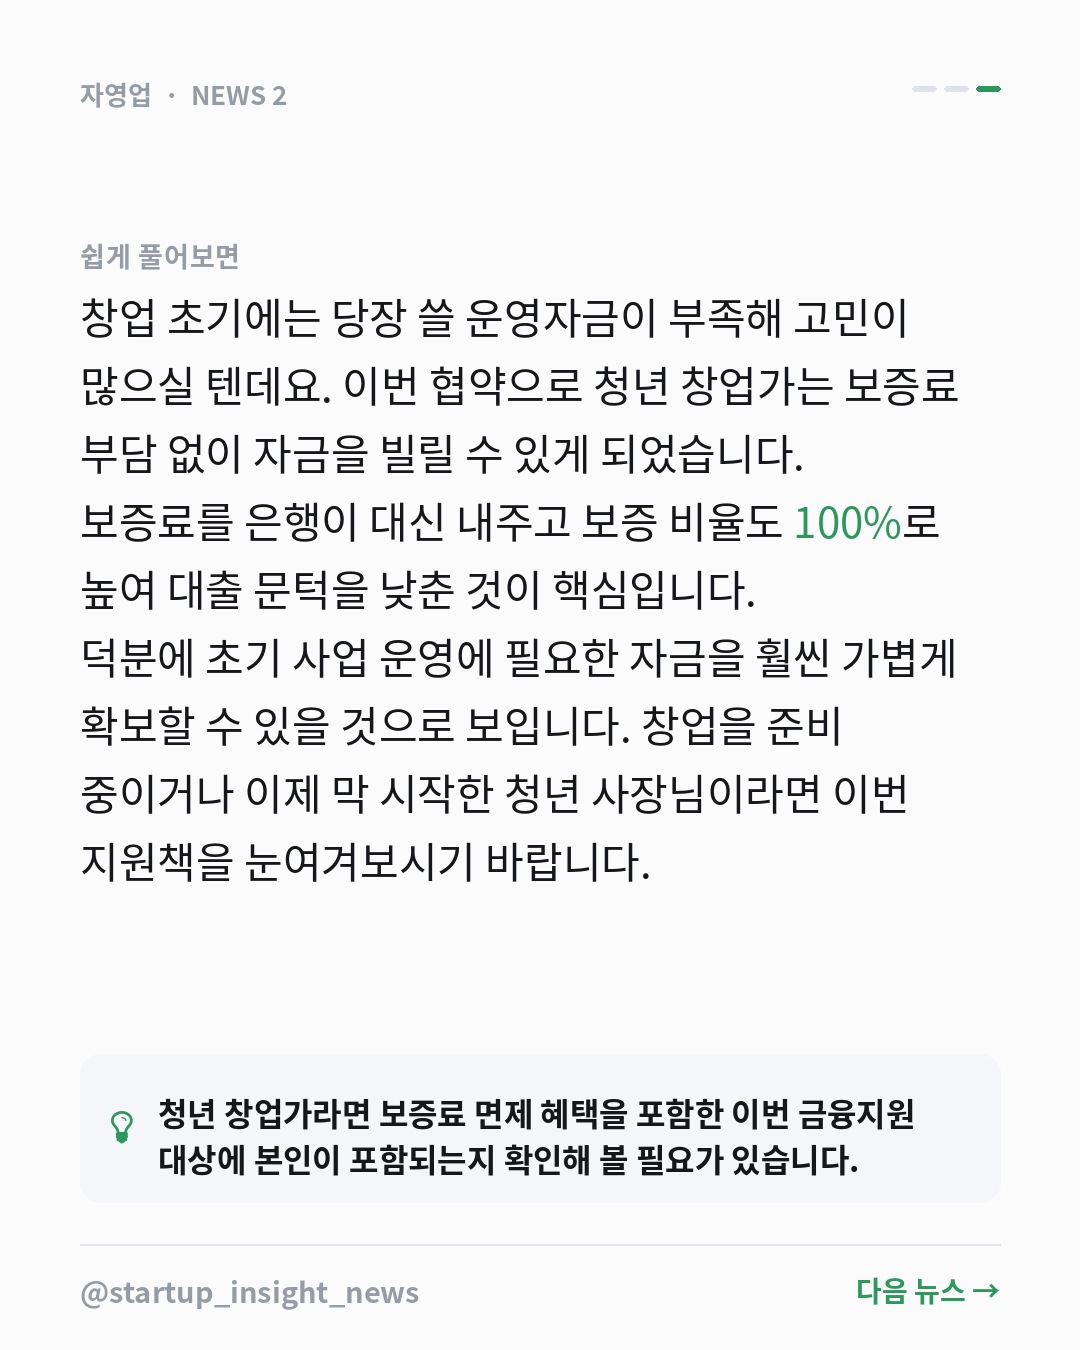 자영업 · NEWS 2
쉽게 풀어보면
창업 초기에는 당장 쓸 운영자금이 부족해 고민이
많으실 텐데요. 이번 협약으로 청년 창업가는 보증료
부담 없이 자금을 빌릴 수 있게 되었습니다.
보증료를 은행이 대신 내주고 보증 비율도 100%로
높여 대출 문턱을 낮춘 것이 핵심입니다.
덕분에 초기 사업 운영에 필요한 자금을 훨씬 가볍게
확보할 수 있을 것으로 보입니다. 창업을 준비
중이거나 이제 막 시작한 청년 사장님이라면 이번
지원책을 눈여겨보시기 바랍니다.
청년 창업가라면 보증료 면제 혜택을 포함한 이번 금융지원
대상에 본인이 포함되는지 확인해 볼 필요가 있습니다.
@startup_insight_news
다음 뉴스 →